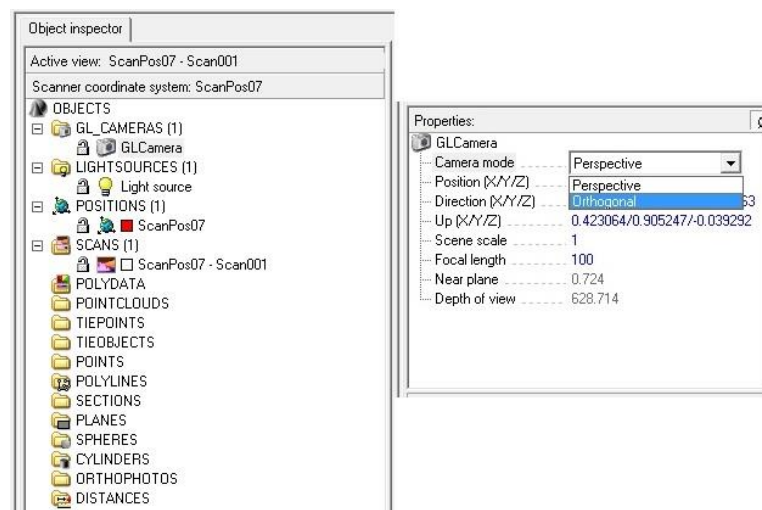 Object inspector
Active view: ScanPos07 - Scan001
Scanner coordinate system: ScanPos07
OBJECTS
GL_CAMERAS (1)
GLCamera
LIGHTSOURCES (1)
Light source
POSITIONS (1)
ScanPos07
SCANS (1)
ScanPos07 - Scan001
POLYDATA
POINTCLOUDS
TIEPOINTS
TIEOBJECTS
POINTS
POLYLINES
SECTIONS
PLANES
SPHERES
CYLINDERS
ORTHOPHOTOS
DISTANCES
Properties:
GLCamera
Camera mode Perspective
Position (X/Y/Z) Perspective
Direction (X/Y/Z) Orthogonal 63
Up (X/Y/Z) 0.423064/0.905247/-0.039292
Scene scale 1
Focal length 100
Near plane 0.724
Depth of view 628.714